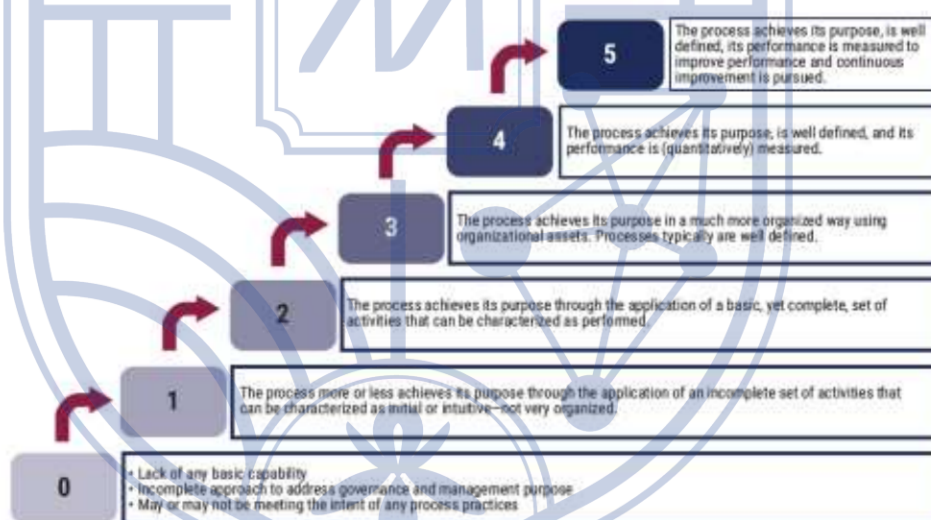 5
The process achieves its purpose, is well
defined, its performance is measured to
improve performance and continuous
improvement is pursued.
4
The process achieves its purpose, is well defined, and its
performance is (quantitatively) measured.
3
The process achieves its purpose in a much more organized way using
organizational assets. Processes typically are well defined.
2
The process achieves its purpose through the application of a basic, yet complete, set of
activities that can be characterized as performed.
1
The process more or less achieves its purpose through the application of an incomplete set of activities that
can be characterized as initial or intuitive—not very organized.
0
• Lack of any basic capability
• Incomplete approach to address governance and management purpose
• May or may not be meeting the intent of any process practices